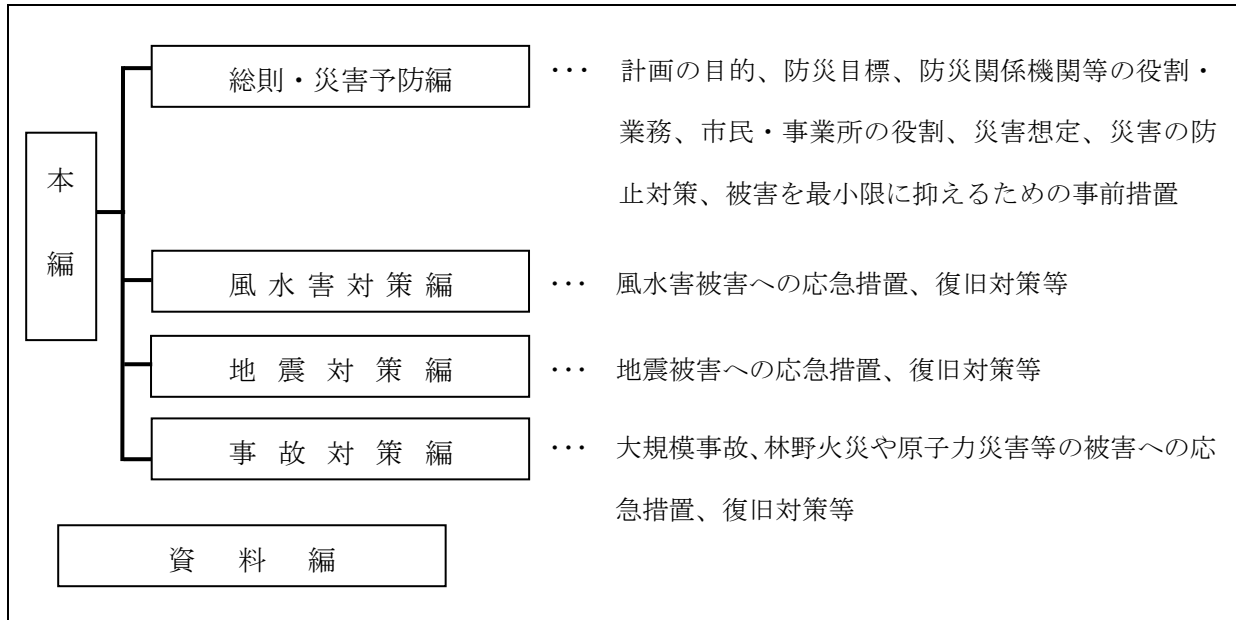 本編
総則・災害予防編 ･･･ 計画の目的、防災目標、防災関係機関等の役割・
業務、市民・事業所の役割、災害想定、災害の防
止対策、被害を最小限に抑えるための事前措置
風水害対策編 ･･･ 風水害被害への応急措置、復旧対策等
地震対策編 ･･･ 地震被害への応急措置、復旧対策等
事故対策編 ･･･ 大規模事故、林野火災や原子力災害等の被害への応
急措置、復旧対策等
資料編